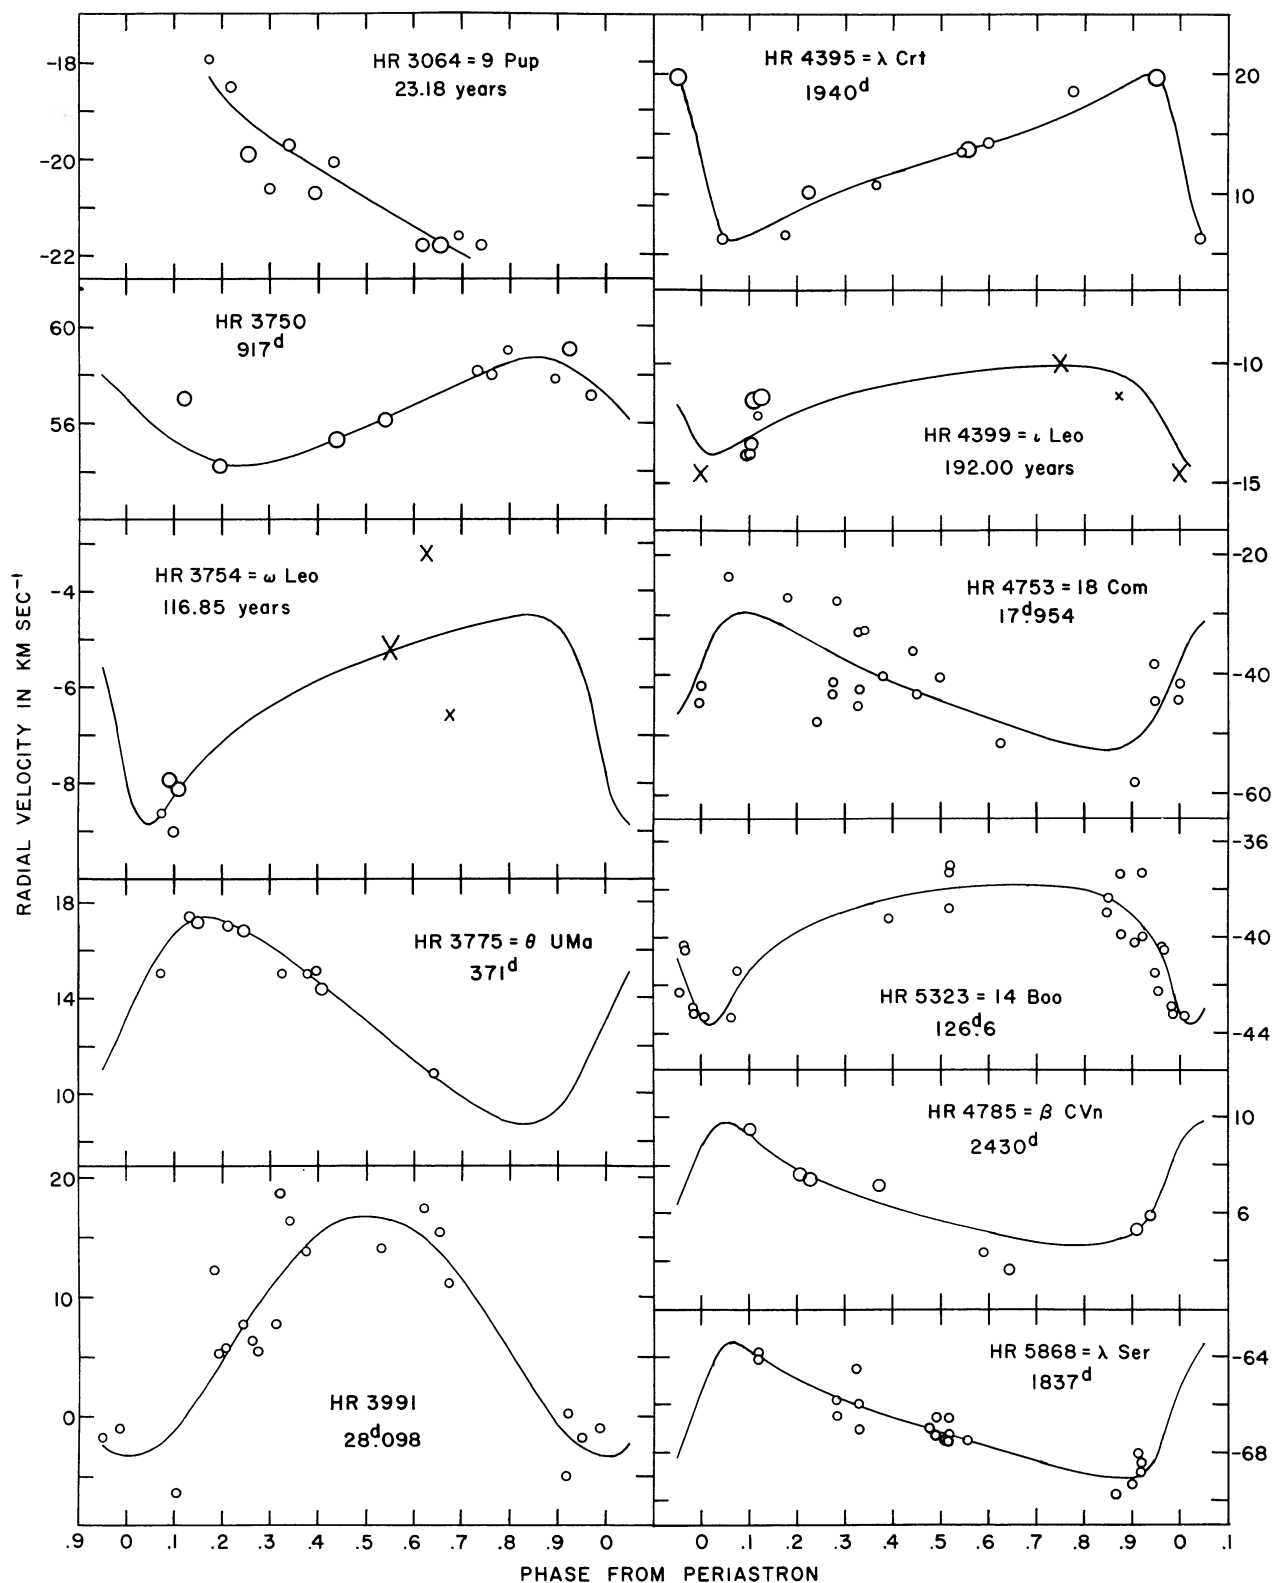 RADIAL VELOCITY IN KM SEC⁻¹
HR 3064 = 9 Pup
23.18 years
-18
-20
-22
HR 3750
917ᵈ
60
56
HR 3754 = ω Leo
116.85 years
-4
-6
-8
HR 3775 = θ UMa
371ᵈ
18
14
10
HR 3991
28ᵈ.098
20
10
0
.9 0 .1 .2 .3 .4 .5 .6 .7 .8 .9 0
HR 4395 = λ Crt
1940ᵈ
20
10
HR 4399 = ι Leo
192.00 years
-10
-15
HR 4753 = 18 Com
17ᵈ.954
-20
-40
-60
HR 5323 = 14 Boo
126ᵈ.6
-36
-40
-44
HR 4785 = β CVn
2430ᵈ
10
6
HR 5868 = λ Ser
1837ᵈ
-64
-68
0 .1 .2 .3 .4 .5 .6 .7 .8 .9 0 .1
PHASE FROM PERIASTRON